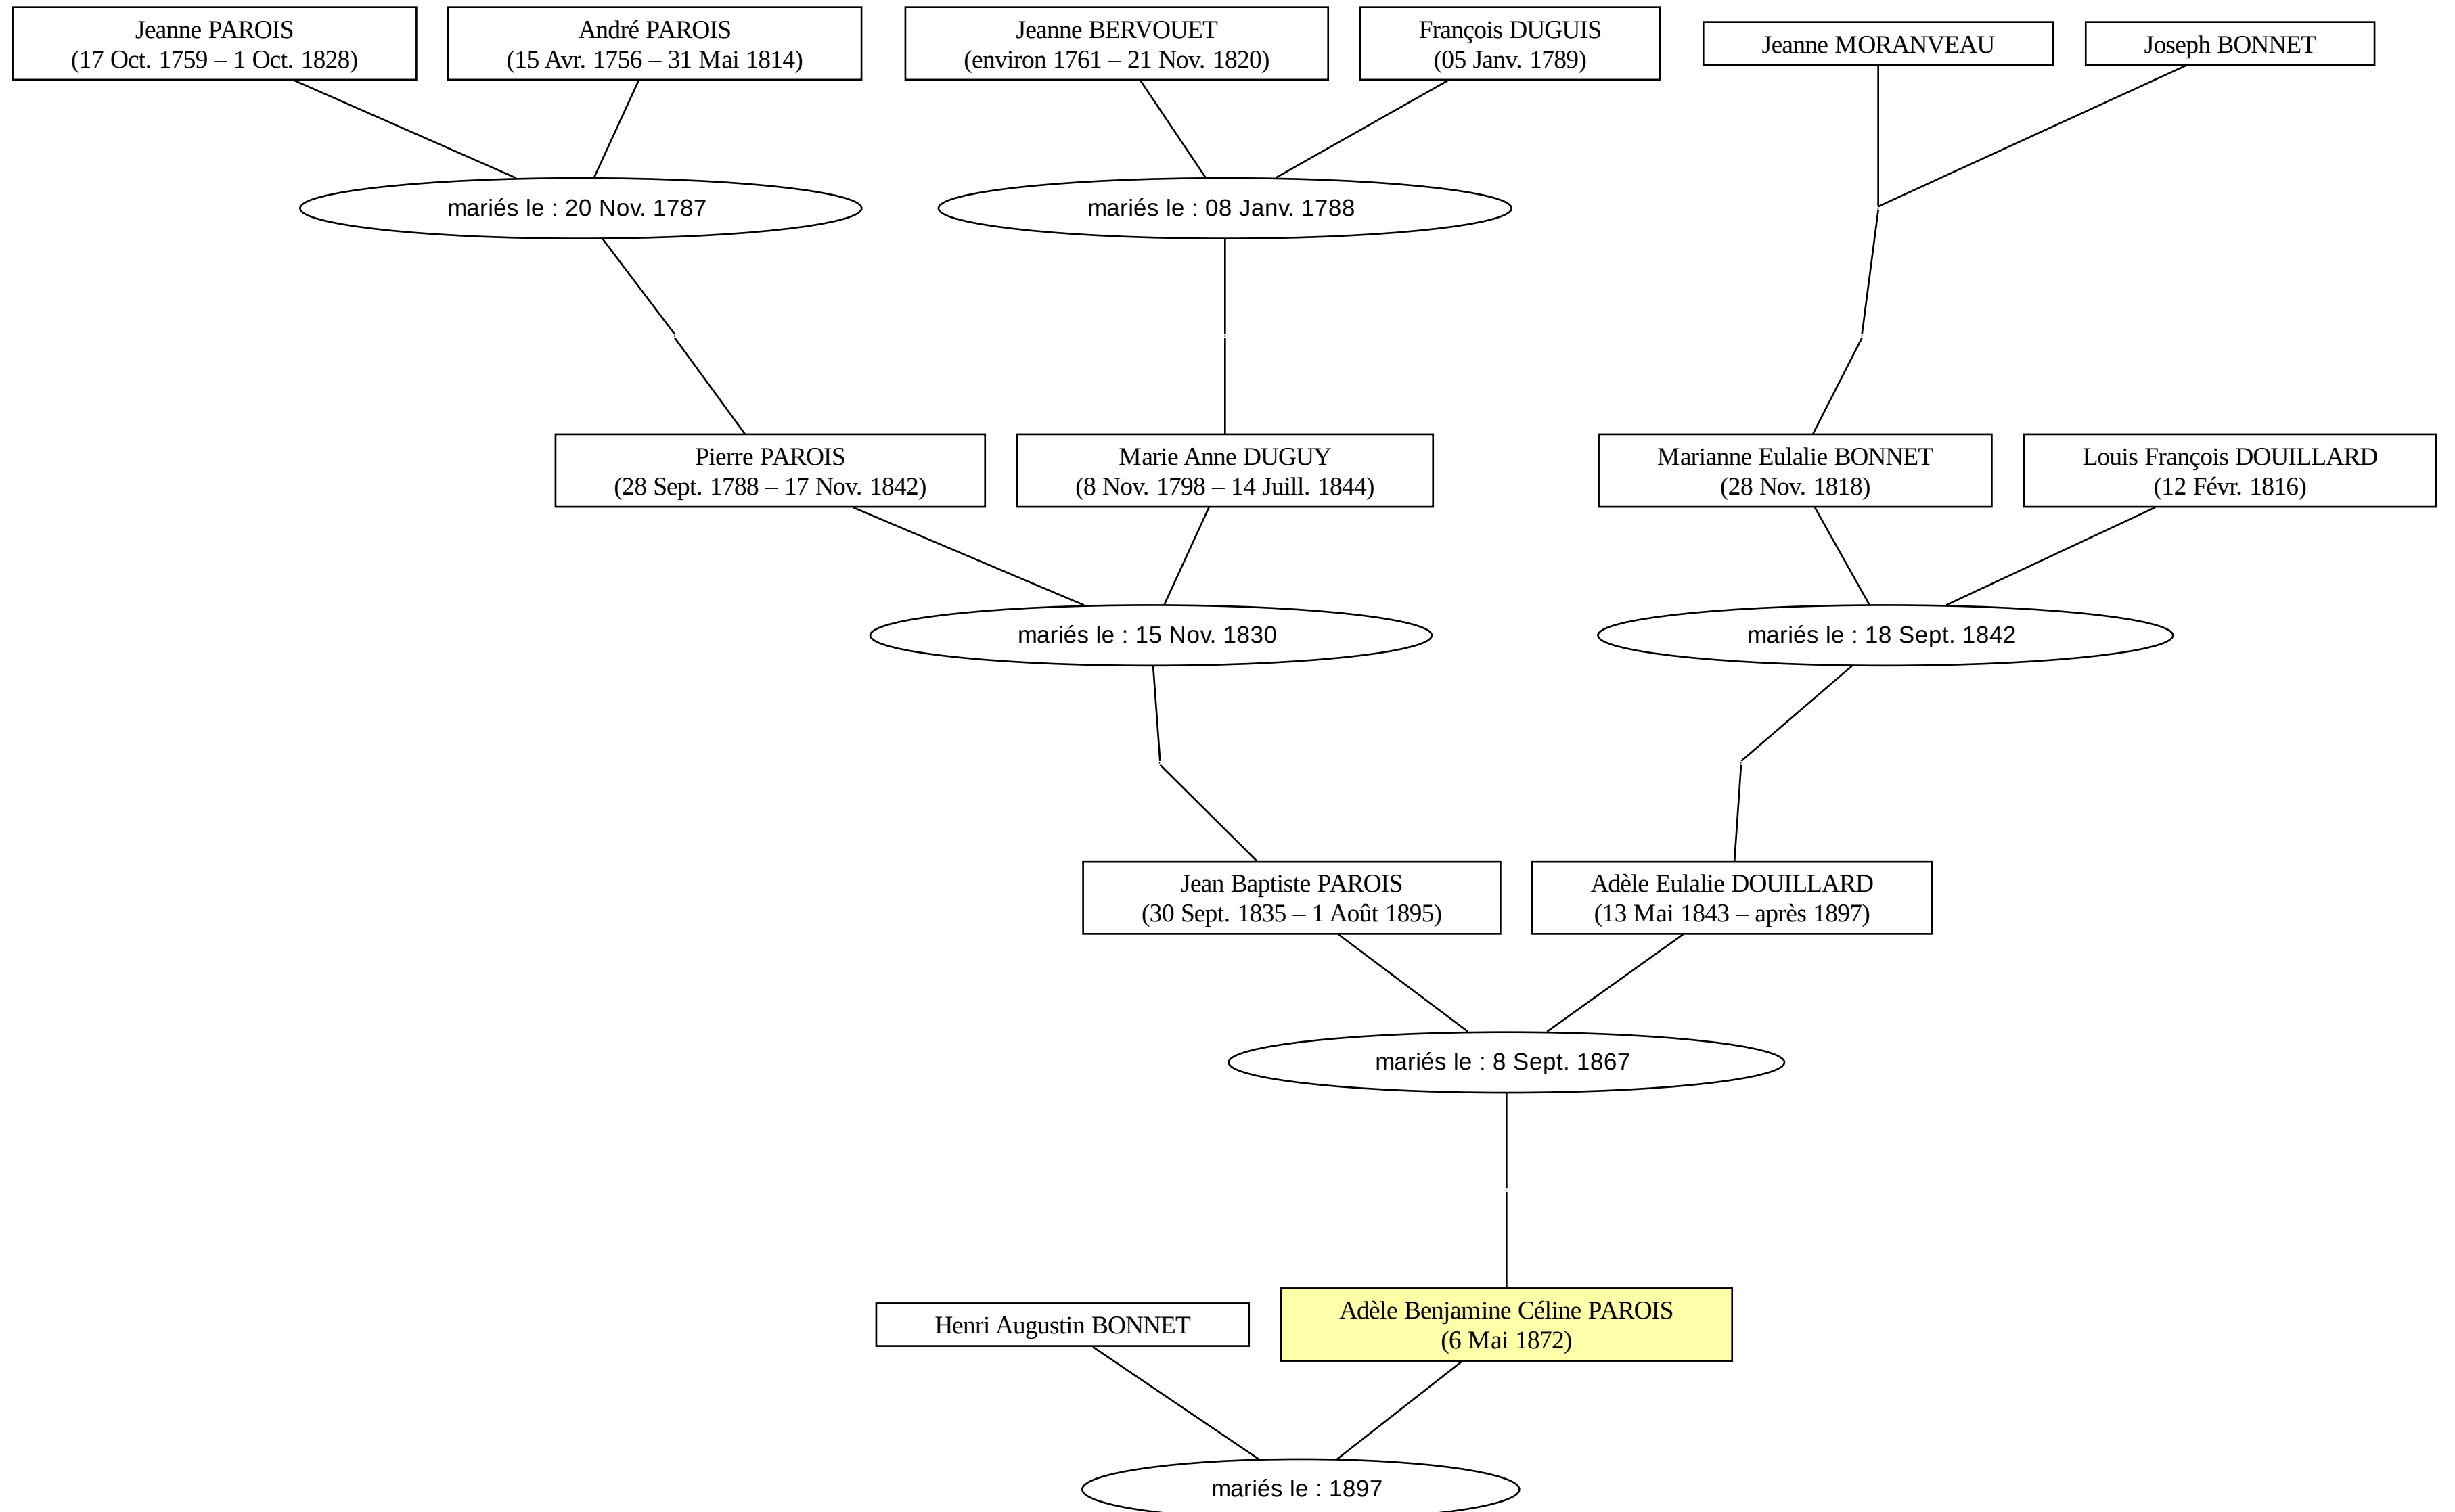 Jeanne PAROIS
(17 Oct. 1759 – 1 Oct. 1828)
André PAROIS
(15 Avr. 1756 – 31 Mai 1814)
Jeanne BERVOUET
(environ 1761 – 21 Nov. 1820)
François DUGUIS
(05 Janv. 1789)
Jeanne MORANVEAU
Joseph BONNET
mariés le : 20 Nov. 1787
mariés le : 08 Janv. 1788
Pierre PAROIS
(28 Sept. 1788 – 17 Nov. 1842)
Marie Anne DUGUY
(8 Nov. 1798 – 14 Juill. 1844)
Marianne Eulalie BONNET
(28 Nov. 1818)
Louis François DOUILLARD
(12 Févr. 1816)
mariés le : 15 Nov. 1830
mariés le : 18 Sept. 1842
Jean Baptiste PAROIS
(30 Sept. 1835 – 1 Août 1895)
Adèle Eulalie DOUILLARD
(13 Mai 1843 – après 1897)
mariés le : 8 Sept. 1867
Henri Augustin BONNET
Adèle Benjamine Céline PAROIS
(6 Mai 1872)
mariés le : 1897